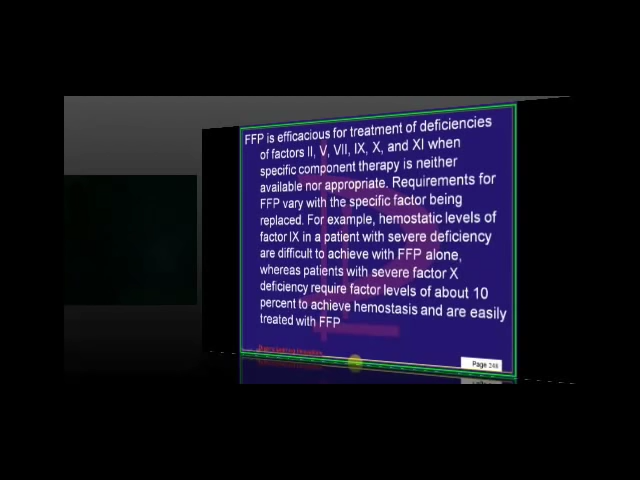 FFP is efficacious for treatment of deficiencies
of factors II, V, VII, IX, X, and XI when
specific component therapy is neither
available nor appropriate. Requirements for
FFP vary with the specific factor being
replaced. For example, hemostatic levels of
factor IX in a patient with severe deficiency
are difficult to achieve with FFP alone,
whereas patients with severe factor X
deficiency require factor levels of about 10
percent to achieve hemostasis and are easily
treated with FFP
Page 248